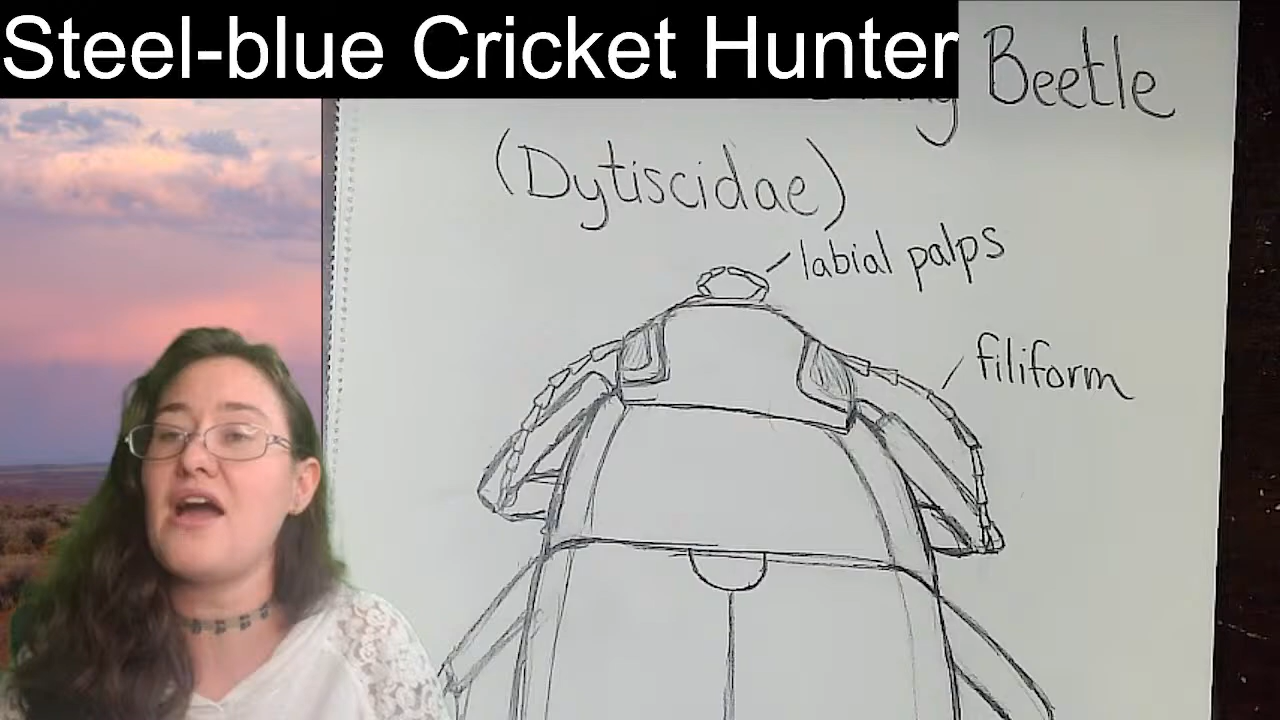 Steel-blue Cricket Hunter
Beetle
(Dytiscidae)
labial palps
filiform